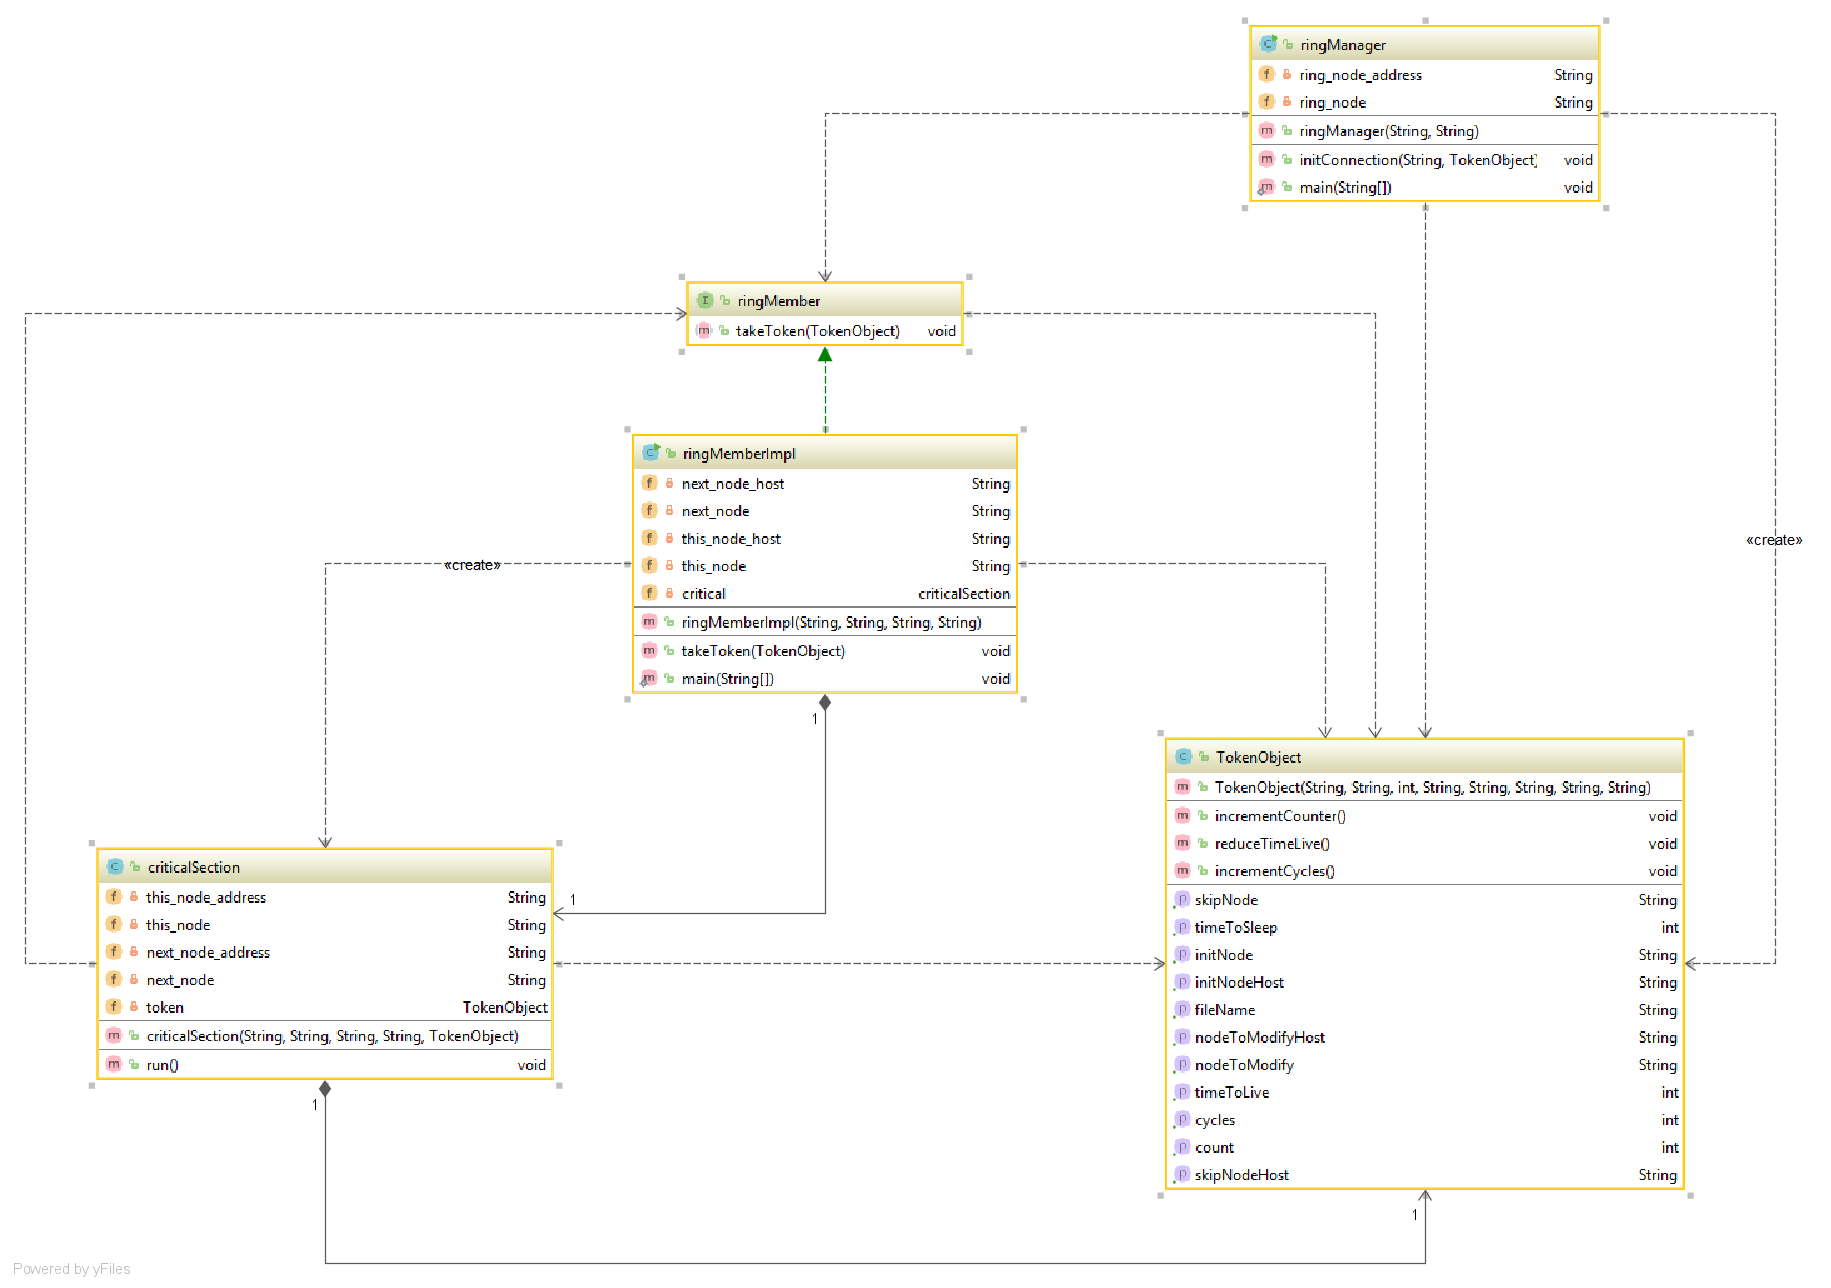 ringManager
ring_node_address String
ring_node String
ringManager(String, String)
initConnection(String, TokenObject) void
main(String[]) void
ringMember
takeToken(TokenObject) void
ringMemberImpl
next_node_host String
next_node String
this_node_host String
this_node String
critical criticalSection
ringMemberImpl(String, String, String, String)
takeToken(TokenObject) void
main(String[]) void
«create»
«create»
1
1
TokenObject
TokenObject(String, String, int, String, String, String, String, String)
incrementCounter() void
reduceTimeLive() void
incrementCycles() void
skipNode String
timeToSleep int
initNode String
initNodeHost String
fileName String
nodeToModifyHost String
nodeToModify String
timeToLive int
cycles int
count int
skipNodeHost String
criticalSection
this_node_address String
this_node String
next_node_address String
next_node String
token TokenObject
criticalSection(String, String, String, String, TokenObject)
run() void
1
1
Powered by yFiles